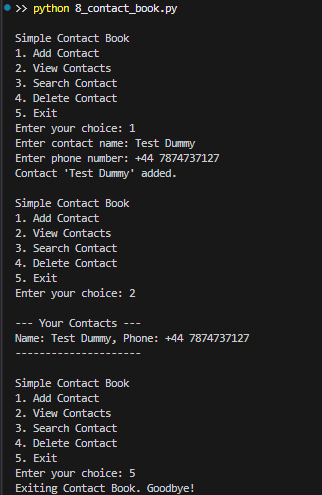 >> python 8_contact_book.py
Simple Contact Book
1. Add Contact
2. View Contacts
3. Search Contact
4. Delete Contact
5. Exit
Enter your choice: 1
Enter contact name: Test Dummy
Enter phone number: +44 7874737127
Contact 'Test Dummy' added.
Simple Contact Book
1. Add Contact
2. View Contacts
3. Search Contact
4. Delete Contact
5. Exit
Enter your choice: 2
--- Your Contacts ---
Name: Test Dummy, Phone: +44 7874737127
---------------------
Simple Contact Book
1. Add Contact
2. View Contacts
3. Search Contact
4. Delete Contact
5. Exit
Enter your choice: 5
Exiting Contact Book. Goodbye!